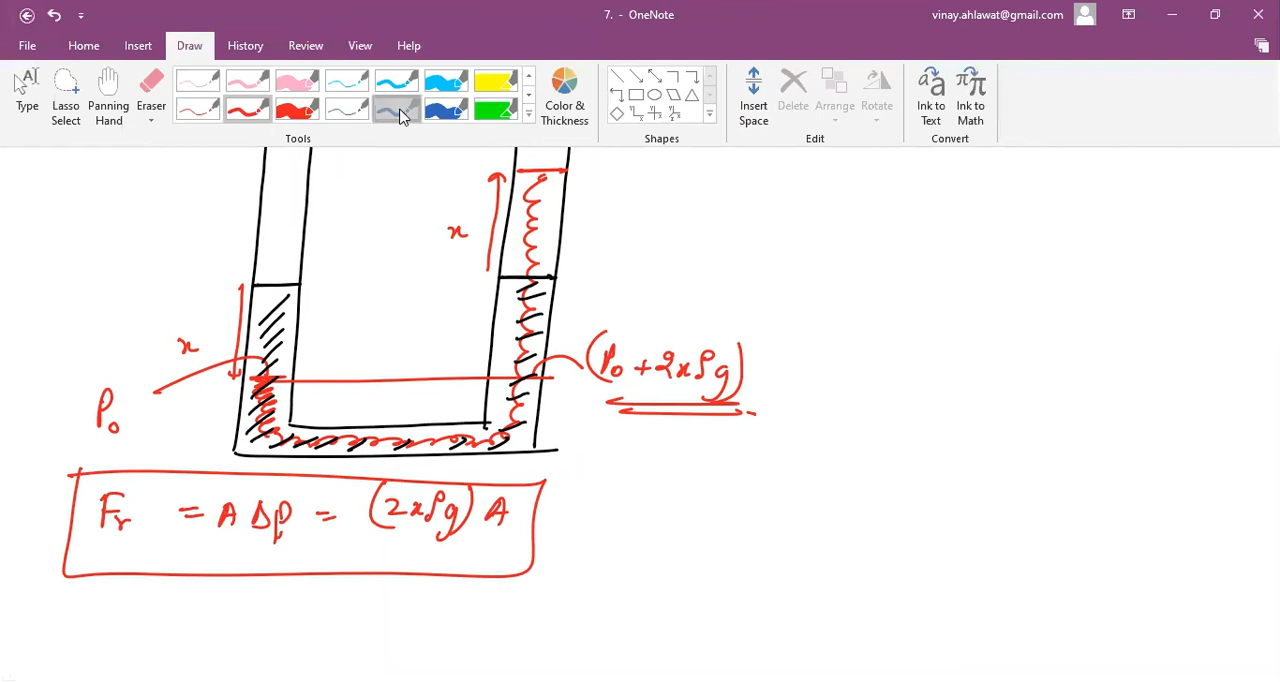 7. - OneNote
vinay.ahlawat@gmail.com
File Home Insert Draw History Review View Help
Type
Lasso Select
Panning Hand
Eraser
Color & Thickness
Insert Space
Delete
Arrange
Rotate
Ink to Text
Ink to Math
Tools
Shapes
Edit
Convert
x
x
(P₀ + 2xρg)
P₀
Fᵣ = A Δp = (2xρg) A